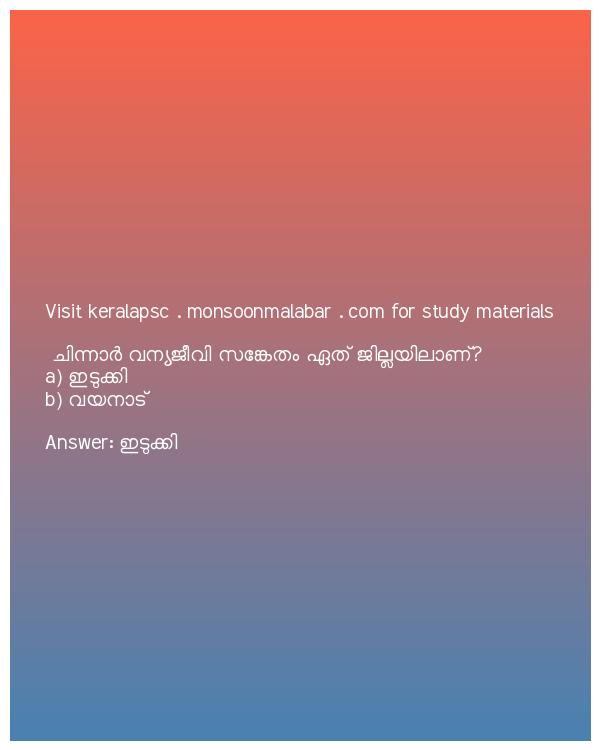 Visit keralapsc . monsoonmalabar . com for study materials
ചിന്നാർ വന്യജീവി സങ്കേതം ഏത് ജില്ലയിലാണ്?
a) ഇടുക്കി
b) വയനാട്
Answer: ഇടുക്കി